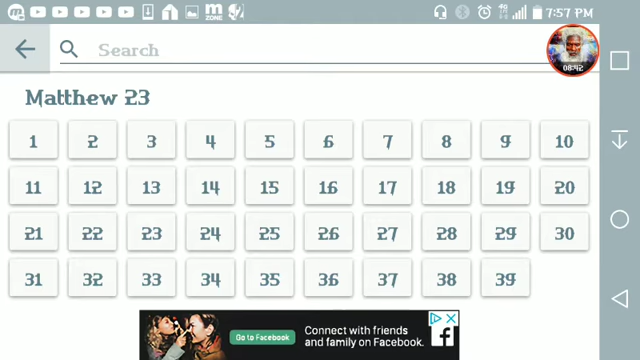 m ZONE 4G 7:57 PM
Search
08:42
Matthew 23
1 2 3 4 5 6 7 8 9 10
11 12 13 14 15 16 17 18 19 20
21 22 23 24 25 26 27 28 29 30
31 32 33 34 35 36 37 38 39
Go to Facebook
Connect with friends
and family on Facebook.
f